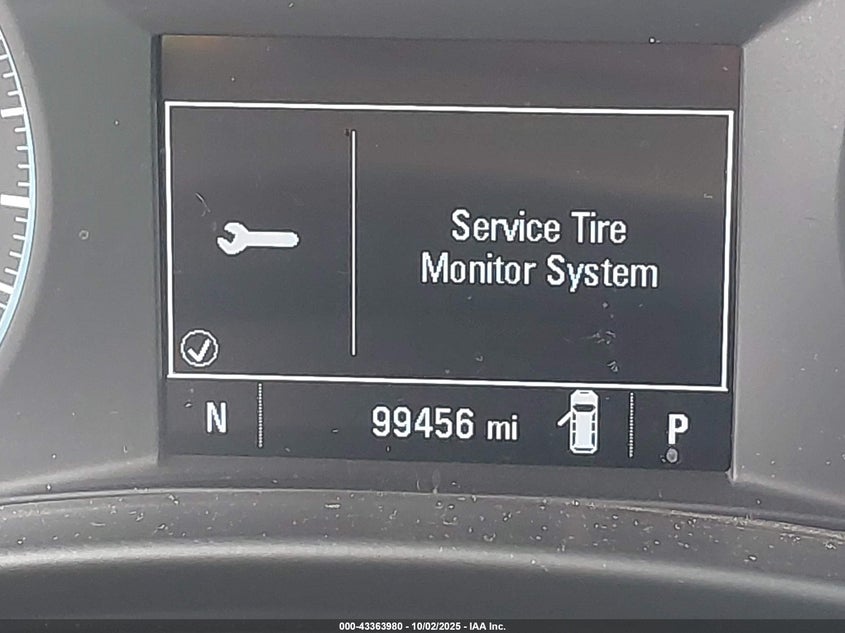 Service Tire
Monitor System
N 99456 mi P
000-43363980 - 10/02/2025 - IAA Inc.